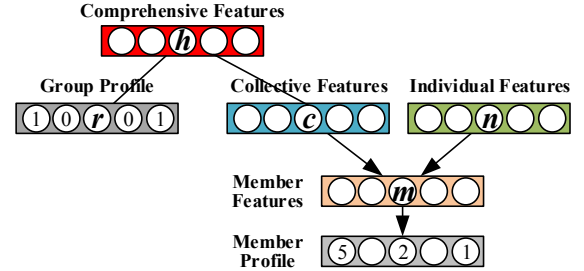 Comprehensive Features
h
Group Profile
Collective Features
Individual Features
1 0 r 0 1
c
n
Member
Features
m
Member
Profile
5 2 1